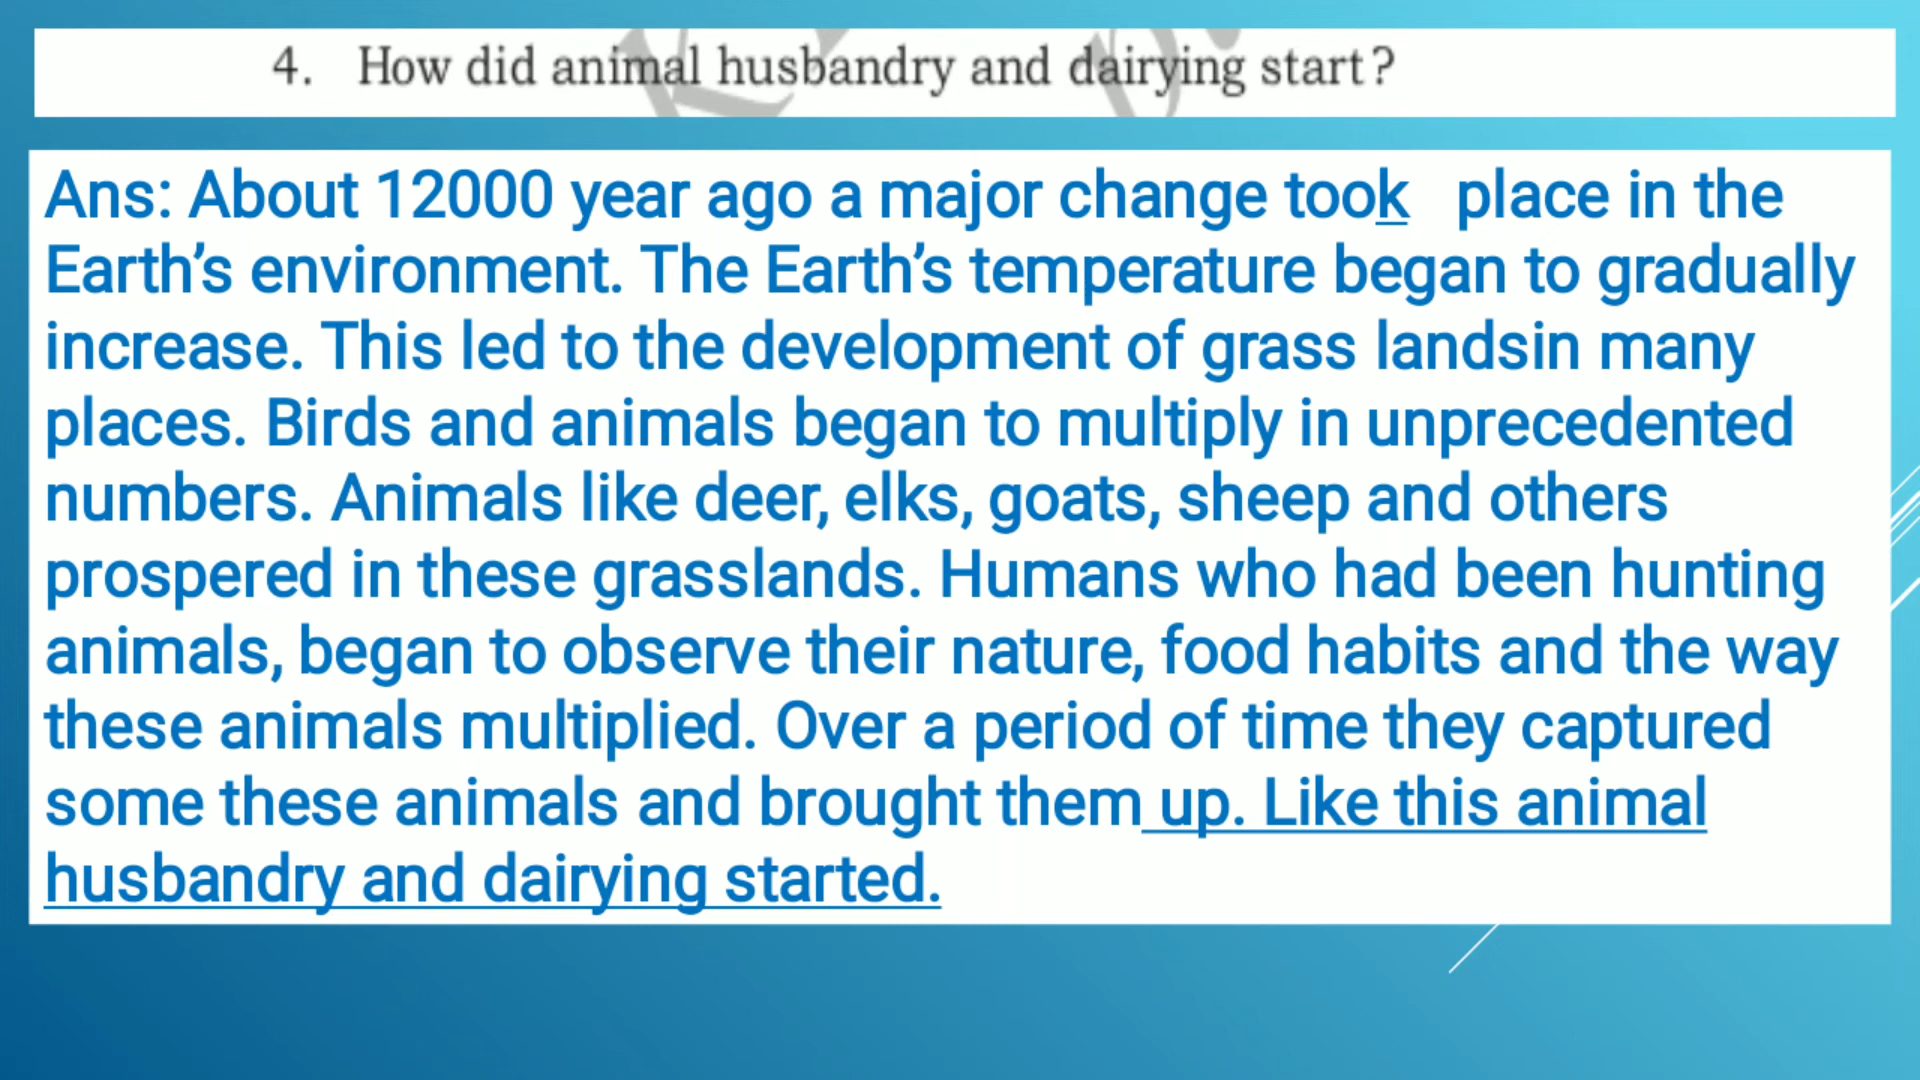 4. How did animal husbandry and dairying start?
Ans: About 12000 year ago a major change took place in the
Earth’s environment. The Earth’s temperature began to gradually
increase. This led to the development of grass landsin many
places. Birds and animals began to multiply in unprecedented
numbers. Animals like deer, elks, goats, sheep and others
prospered in these grasslands. Humans who had been hunting
animals, began to observe their nature, food habits and the way
these animals multiplied. Over a period of time they captured
some these animals and brought them up. Like this animal
husbandry and dairying started.